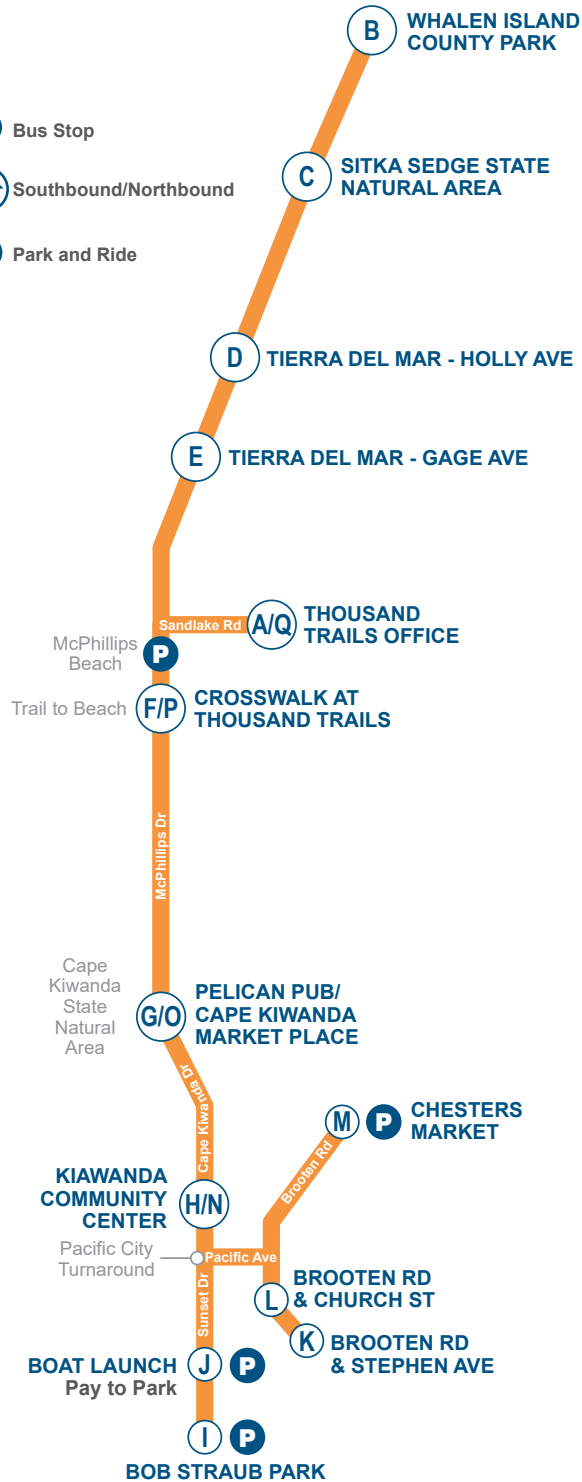 B
WHALEN ISLAND
COUNTY PARK
Bus Stop
C
SITKA SEDGE STATE
NATURAL AREA
Southbound/Northbound
Park and Ride
D
TIERRA DEL MAR - HOLLY AVE
E
TIERRA DEL MAR - GAGE AVE
Sandlake Rd
A/Q
THOUSAND
TRAILS OFFICE
McPhillips
Beach
P
Trail to Beach
F/P
CROSSWALK AT
THOUSAND TRAILS
McPhillips Dr
Cape
Kiwanda
State
Natural
Area
G/O
PELICAN PUB/
CAPE KIWANDA
MARKET PLACE
Cape Kiwanda Dr
M
P
CHESTERS
MARKET
Brooten Rd
KIAWANDA
COMMUNITY
CENTER
H/N
Pacific City
Turnaround
Pacific Ave
Sunset Dr
L
BROOTEN RD
& CHURCH ST
K
BROOTEN RD
& STEPHEN AVE
BOAT LAUNCH
Pay to Park
J
P
I
P
BOB STRAUB PARK